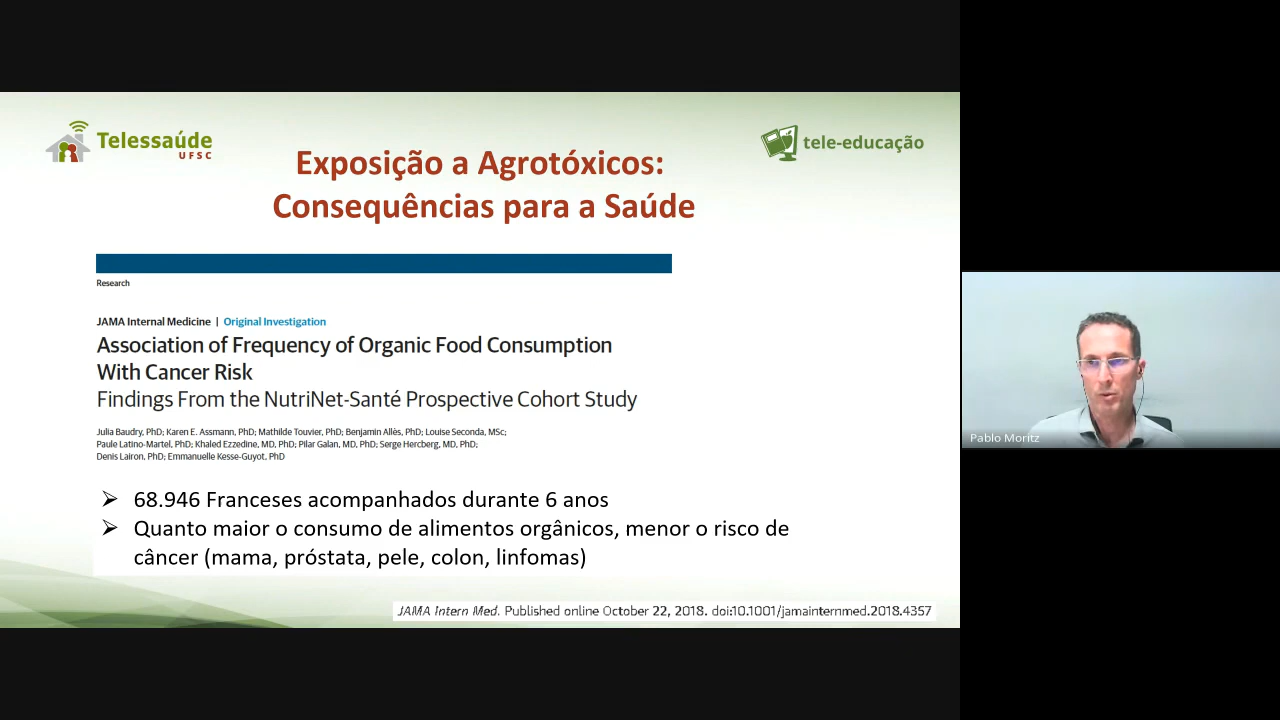 Telessaúde
UFSC
tele-educação
Exposição a Agrotóxicos:
Consequências para a Saúde
Research
JAMA Internal Medicine | Original Investigation
Association of Frequency of Organic Food Consumption
With Cancer Risk
Findings From the NutriNet-Santé Prospective Cohort Study
Julia Baudry, PhD; Karen E. Assmann, PhD; Mathilde Touvier, PhD; Benjamin Allès, PhD; Louise Seconda, MSc;
Paule Latino-Martel, PhD; Khaled Ezzedine, MD, PhD; Pilar Galan, MD, PhD; Serge Hercberg, MD, PhD;
Denis Lairon, PhD; Emmanuelle Kesse-Guyot, PhD
➢ 68.946 Franceses acompanhados durante 6 anos
➢ Quanto maior o consumo de alimentos orgânicos, menor o risco de
câncer (mama, próstata, pele, colon, linfomas)
JAMA Intern Med. Published online October 22, 2018. doi:10.1001/jamainternmed.2018.4357
Pablo Moritz